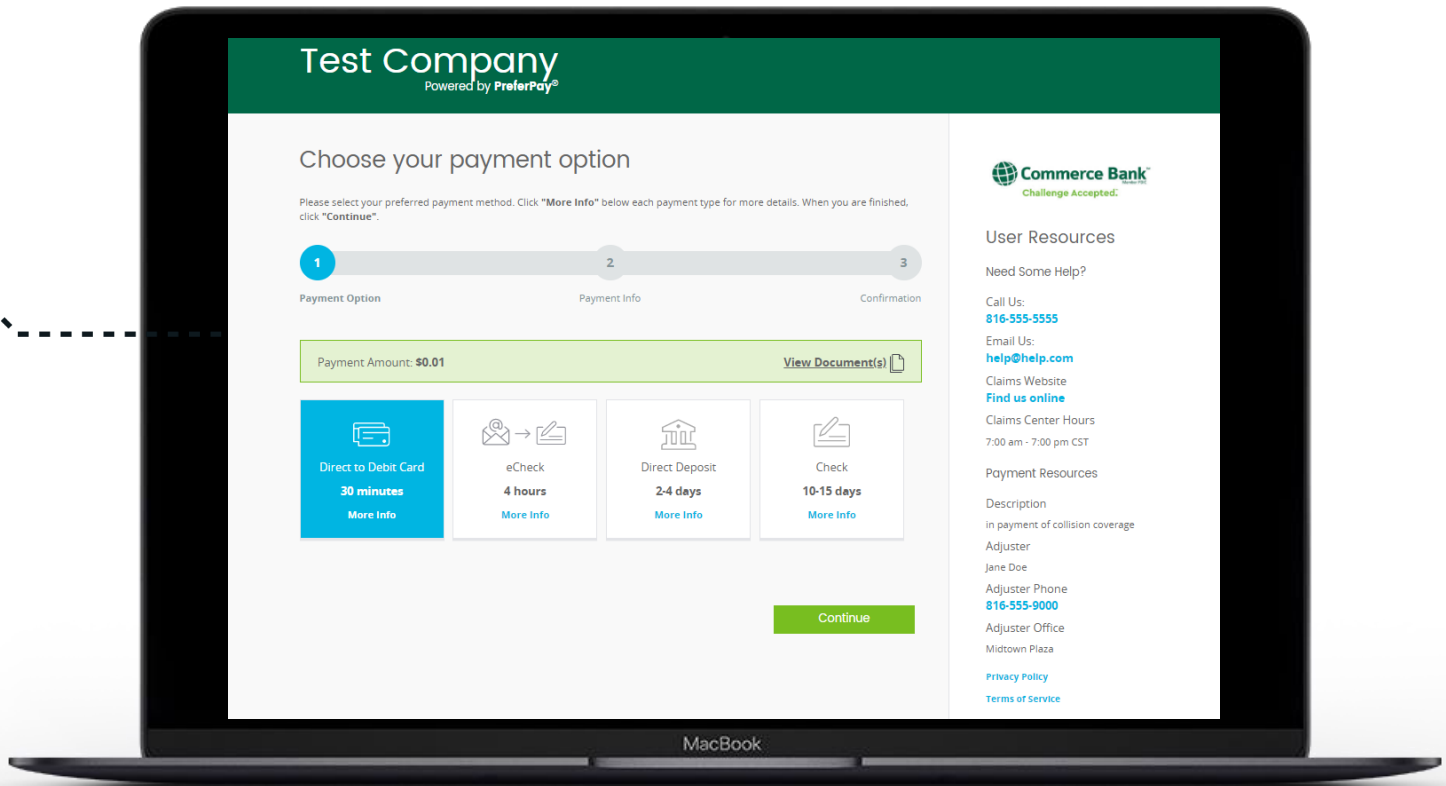 Test Company
Powered by PreferPay®
Choose your payment option
Please select your preferred payment method. Click "More Info" below each payment type for more details. When you are finished,
click "Continue".
1
2
3
Payment Option
Payment Info
Confirmation
Payment Amount: $0.01
View Document(s)
Direct to Debit Card
30 minutes
More Info
@
eCheck
4 hours
More Info
Direct Deposit
2-4 days
More Info
Check
10-15 days
More Info
Continue
Commerce Bank
Member FDIC
Challenge Accepted.
User Resources
Need Some Help?
Call Us:
816-555-5555
Email Us:
help@help.com
Claims Website
Find us online
Claims Center Hours
7:00 am - 7:00 pm CST
Payment Resources
Description
in payment of collision coverage
Adjuster
Jane Doe
Adjuster Phone
816-555-9000
Adjuster Office
Midtown Plaza
Privacy Policy
Terms of Service
MacBook